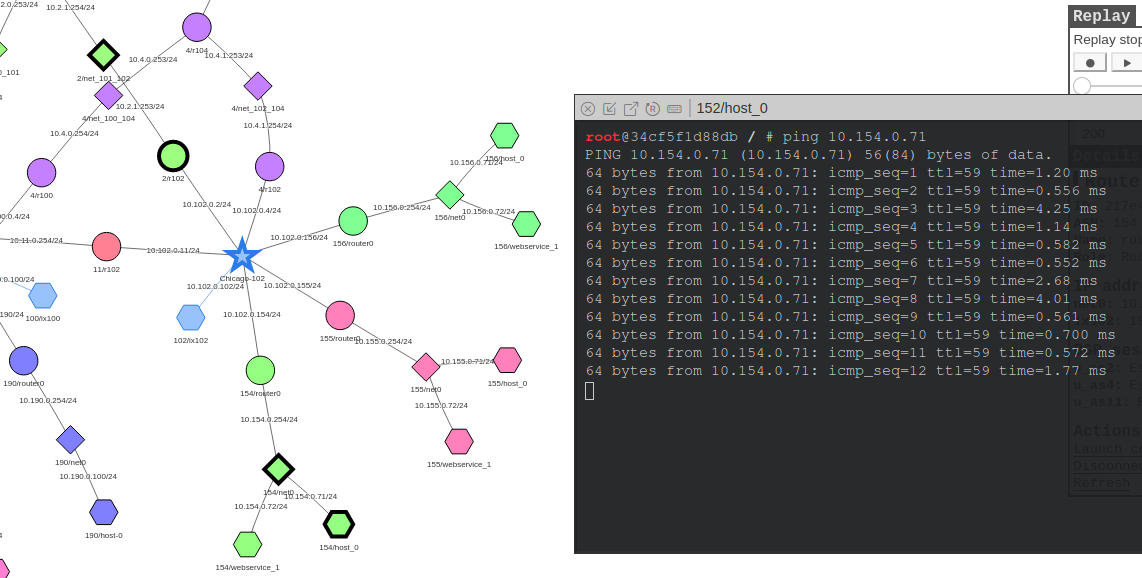 2.0.253/24
10.2.1.254/24
4/r104
10.4.0.253/24
10.4.1.253/24
_101
2/net_101_102
10.2.1.253/24
4/net_100_104
4/net_102_104
10.4.0.254/24
10.4.1.254/24
2/r102
4/r100
4/r102
10.102.0.2/24
10.102.0.4/24
156/host_0
10.156.0.71/24
10.156.0.254/24
10.156.0.72/24
156/net0
00.0.4/24
10.11.0.254/24
10.102.0.11/24
10.102.0.156/24
156/router0
156/webservice_1
11/r102
Chicago-102
0.0.100/24
10.102.0.102/24
10.102.0.155/24
100/ix100
190/24
10.102.0.154/24
102/ix102
155/router0
10.155.0.254/24
10.155.0.71/24
190/router0
154/router0
155/net0
155/host_0
10.190.0.254/24
10.155.0.72/24
10.154.0.254/24
190/net0
155/webservice_1
10.190.0.100/24
154/net0
10.154.0.71/24
10.154.0.72/24
190/host-0
154/host_0
154/webservice_1
Replay
Replay stop
152/host_0
root@34cf5f1d88db / # ping 10.154.0.71
PING 10.154.0.71 (10.154.0.71) 56(84) bytes of data.
64 bytes from 10.154.0.71: icmp_seq=1 ttl=59 time=1.20 ms
64 bytes from 10.154.0.71: icmp_seq=2 ttl=59 time=0.556 ms
64 bytes from 10.154.0.71: icmp_seq=3 ttl=59 time=4.25 ms
64 bytes from 10.154.0.71: icmp_seq=4 ttl=59 time=1.14 ms
64 bytes from 10.154.0.71: icmp_seq=5 ttl=59 time=0.582 ms
64 bytes from 10.154.0.71: icmp_seq=6 ttl=59 time=0.552 ms
64 bytes from 10.154.0.71: icmp_seq=7 ttl=59 time=2.68 ms
64 bytes from 10.154.0.71: icmp_seq=8 ttl=59 time=4.01 ms
64 bytes from 10.154.0.71: icmp_seq=9 ttl=59 time=0.561 ms
64 bytes from 10.154.0.71: icmp_seq=10 ttl=59 time=0.700 ms
64 bytes from 10.154.0.71: icmp_seq=11 ttl=59 time=0.572 ms
64 bytes from 10.154.0.71: icmp_seq=12 ttl=59 time=1.77 ms
200
Details
u_as4:
u_as11:
Actions
Launch
Disconne
Refresh